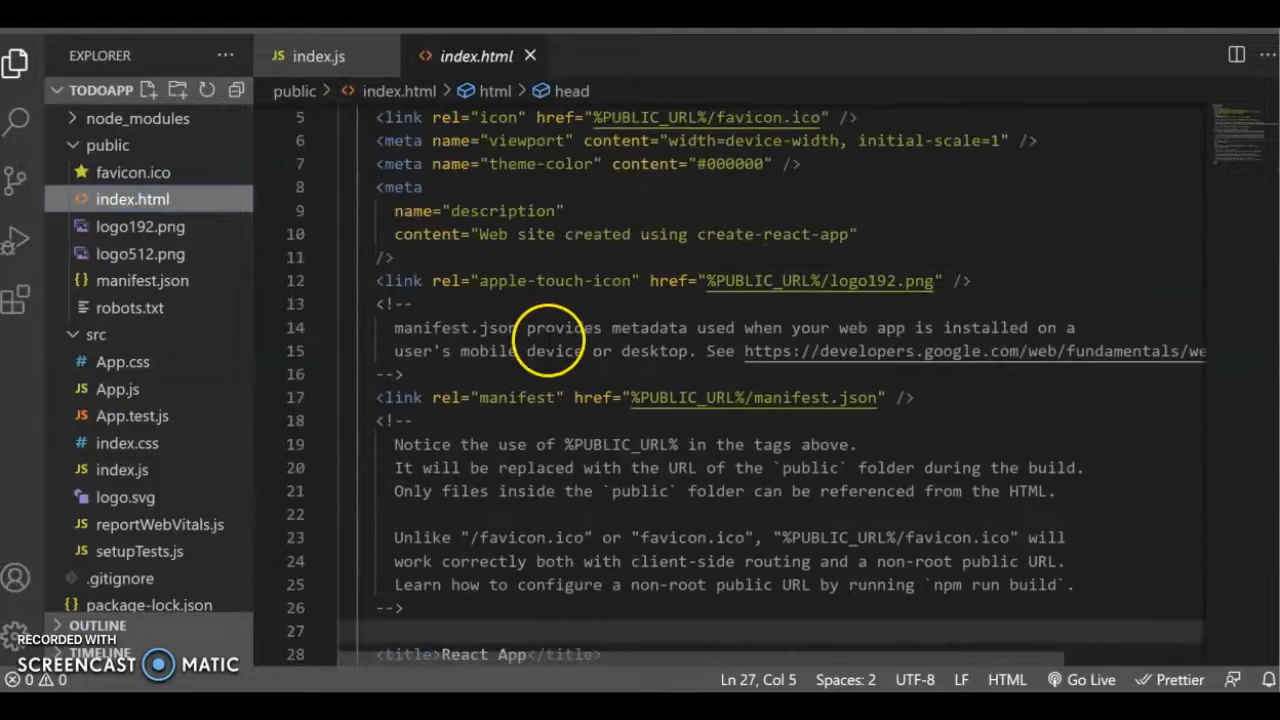 EXPLORER ···
index.js
index.html
TODOAPP
public > index.html > html > head
node_modules
public
favicon.ico
index.html
logo192.png
logo512.png
manifest.json
robots.txt
src
App.css
App.js
App.test.js
index.css
index.js
logo.svg
reportWebVitals.js
setupTests.js
.gitignore
package-lock.json
OUTLINE
TIMELINE
5 <link rel="icon" href="%PUBLIC_URL%/favicon.ico" />
6 <meta name="viewport" content="width=device-width, initial-scale=1" />
7 <meta name="theme-color" content="#000000" />
8 <meta
9 name="description"
10 content="Web site created using create-react-app"
11 />
12 <link rel="apple-touch-icon" href="%PUBLIC_URL%/logo192.png" />
13 <!--
14 manifest.json provides metadata used when your web app is installed on a
15 user's mobile device or desktop. See https://developers.google.com/web/fundamentals/we
16 -->
17 <link rel="manifest" href="%PUBLIC_URL%/manifest.json" />
18 <!--
19 Notice the use of %PUBLIC_URL% in the tags above.
20 It will be replaced with the URL of the `public` folder during the build.
21 Only files inside the `public` folder can be referenced from the HTML.
22
23 Unlike "/favicon.ico" or "favicon.ico", "%PUBLIC_URL%/favicon.ico" will
24 work correctly both with client-side routing and a non-root public URL.
25 Learn how to configure a non-root public URL by running `npm run build`.
26 -->
27
28 <title>React App</title>
RECORDED WITH
SCREENCAST MATIC
0 0 Ln 27, Col 5 Spaces: 2 UTF-8 LF HTML Go Live Prettier